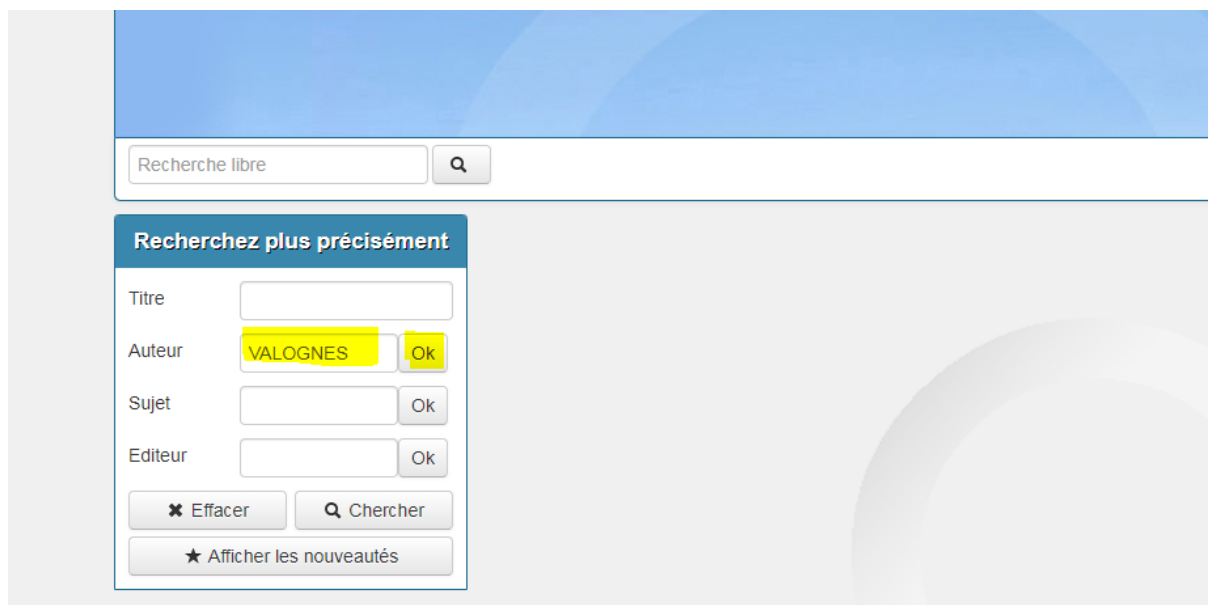 Recherche libre
Recherchez plus précisément
Titre
Auteur VALOGNES Ok
Sujet Ok
Editeur Ok
Effacer Chercher
Afficher les nouveautés